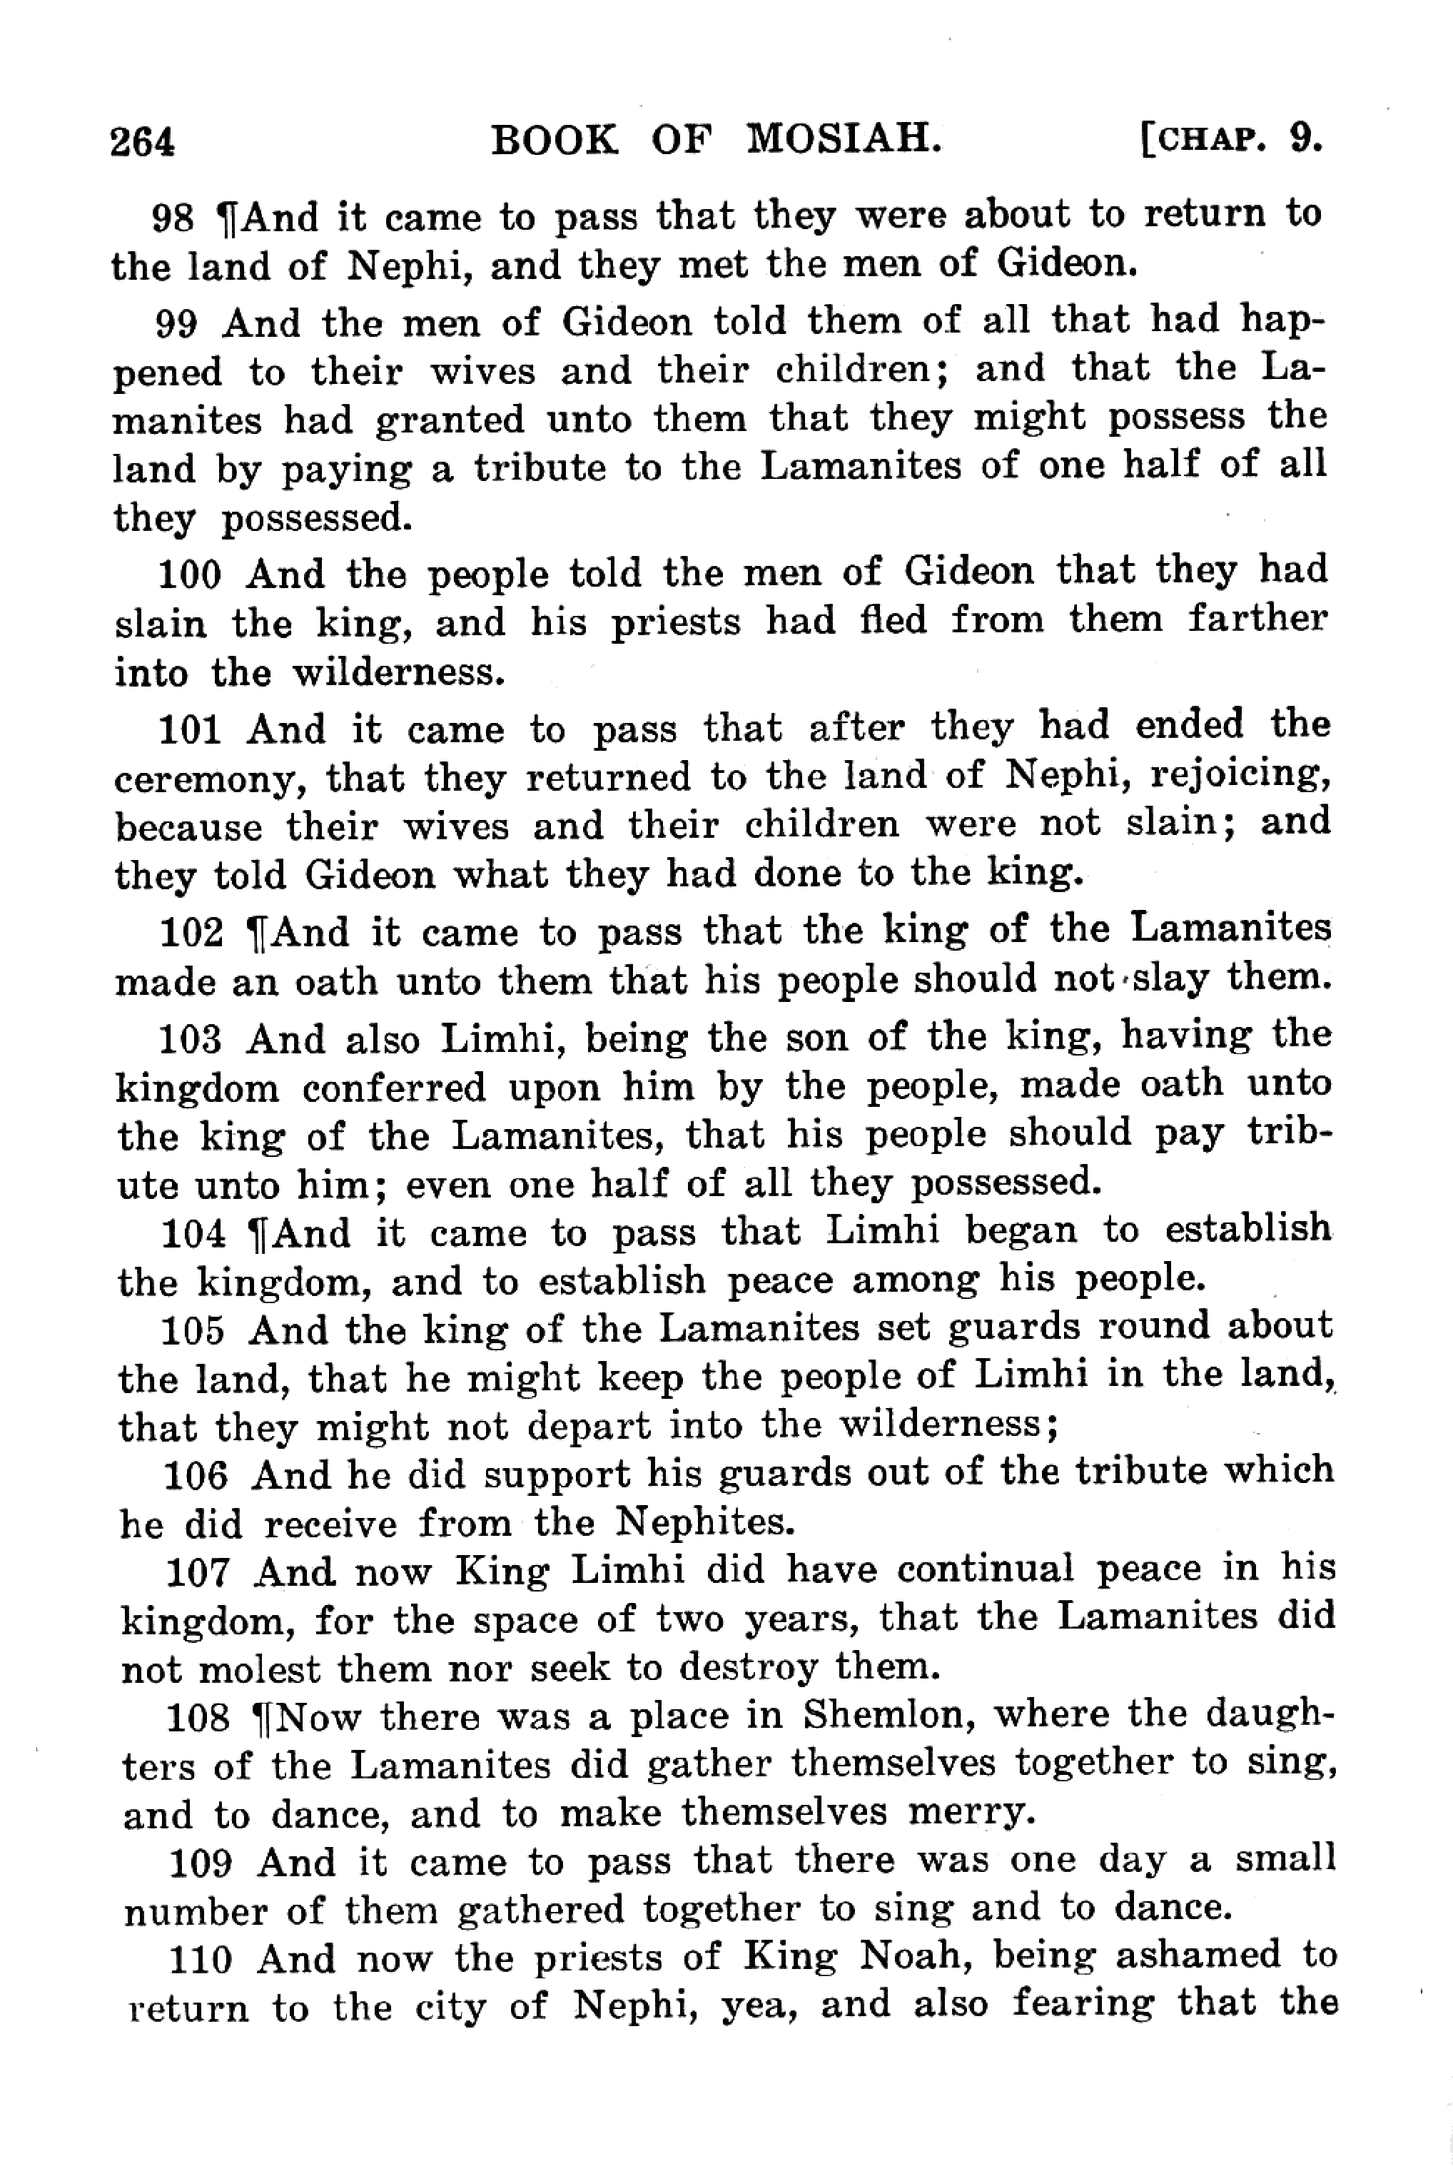 264 BOOK OF MOSIAH. [CHAP. 9.
98 ¶And it came to pass that they were about to return to
the land of Nephi, and they met the men of Gideon.
99 And the men of Gideon told them of all that had hap-
pened to their wives and their children; and that the La-
manites had granted unto them that they might possess the
land by paying a tribute to the Lamanites of one half of all
they possessed.
100 And the people told the men of Gideon that they had
slain the king, and his priests had fled from them farther
into the wilderness.
101 And it came to pass that after they had ended the
ceremony, that they returned to the land of Nephi, rejoicing,
because their wives and their children were not slain; and
they told Gideon what they had done to the king.
102 ¶And it came to pass that the king of the Lamanites
made an oath unto them that his people should not slay them.
103 And also Limhi, being the son of the king, having the
kingdom conferred upon him by the people, made oath unto
the king of the Lamanites, that his people should pay trib-
ute unto him; even one half of all they possessed.
104 ¶And it came to pass that Limhi began to establish
the kingdom, and to establish peace among his people.
105 And the king of the Lamanites set guards round about
the land, that he might keep the people of Limhi in the land,
that they might not depart into the wilderness;
106 And he did support his guards out of the tribute which
he did receive from the Nephites.
107 And now King Limhi did have continual peace in his
kingdom, for the space of two years, that the Lamanites did
not molest them nor seek to destroy them.
108 ¶Now there was a place in Shemlon, where the daugh-
ters of the Lamanites did gather themselves together to sing,
and to dance, and to make themselves merry.
109 And it came to pass that there was one day a small
number of them gathered together to sing and to dance.
110 And now the priests of King Noah, being ashamed to
return to the city of Nephi, yea, and also fearing that the